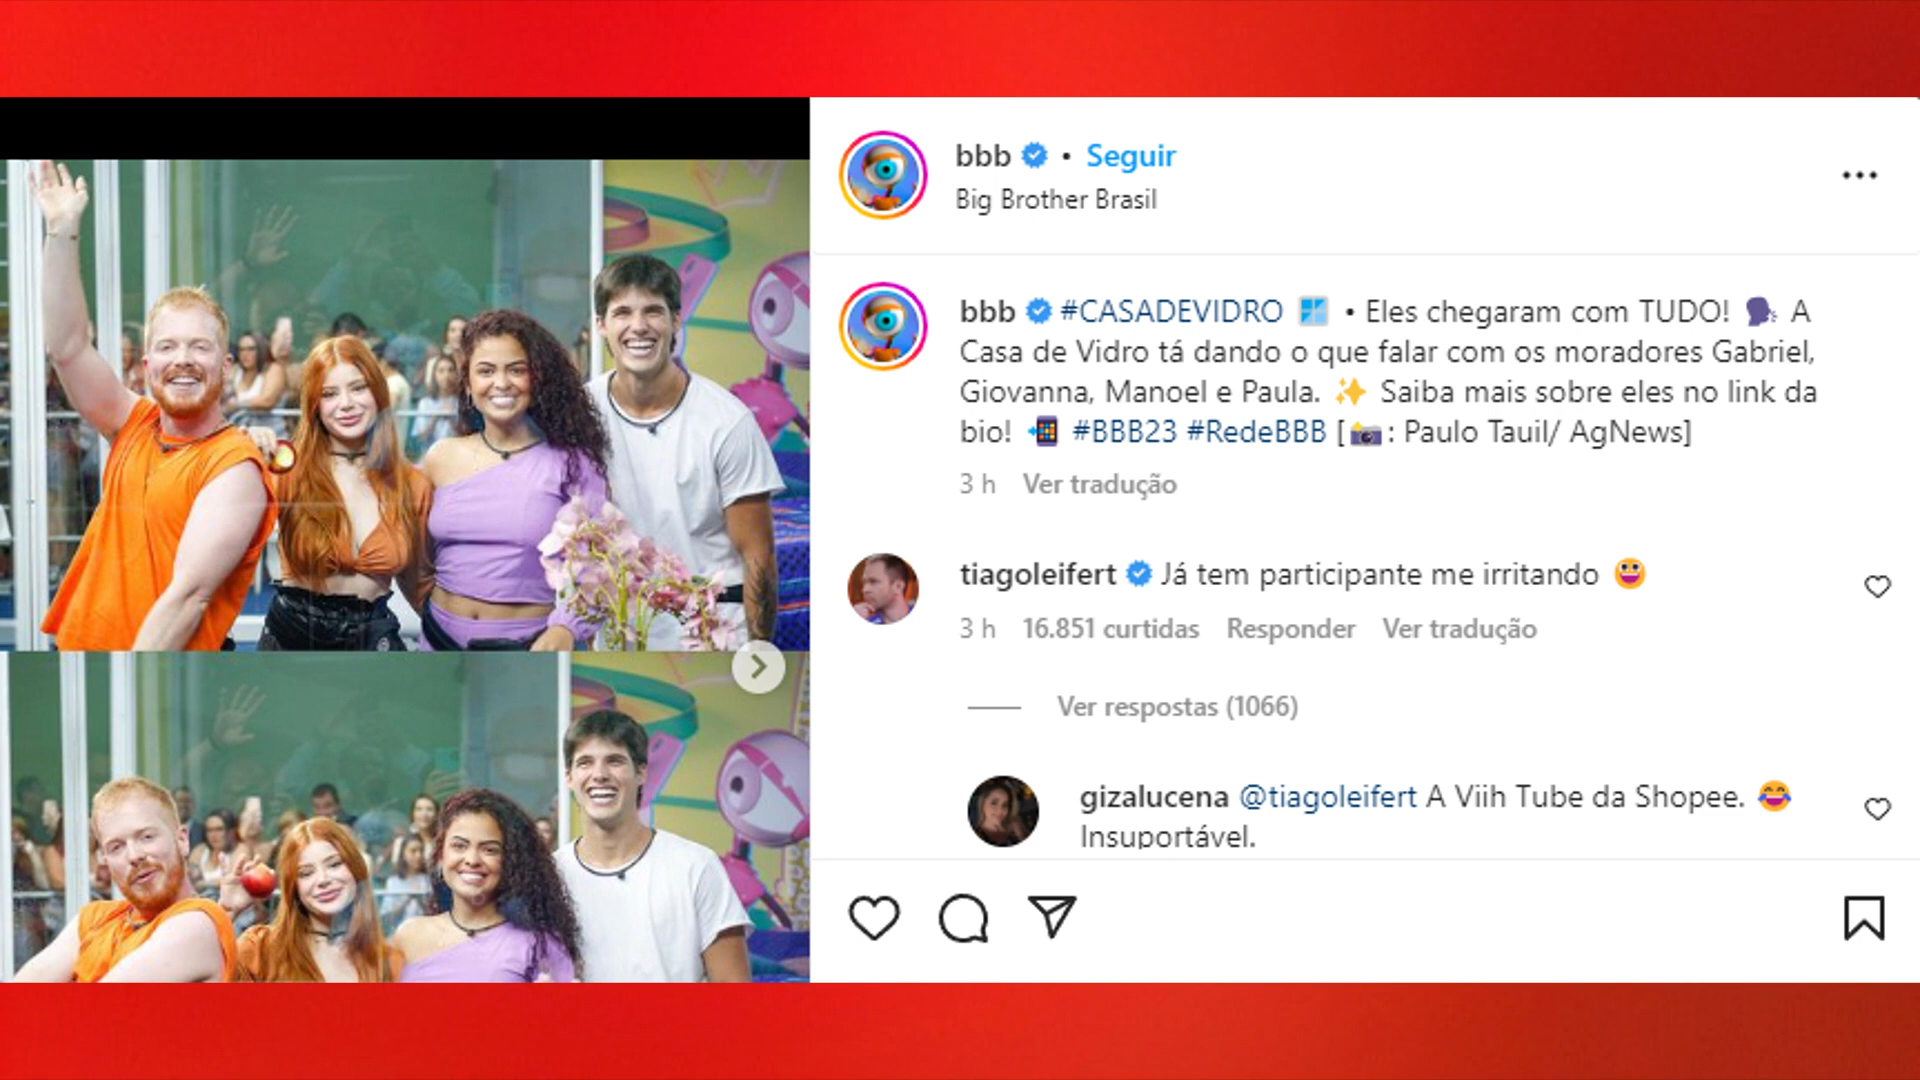 bbb • Seguir
Big Brother Brasil
bbb #CASADEVIDRO 🪟 • Eles chegaram com TUDO! 🗣️ A
Casa de Vidro tá dando o que falar com os moradores Gabriel,
Giovanna, Manoel e Paula. ✨ Saiba mais sobre eles no link da
bio! 📲 #BBB23 #RedeBBB [📸: Paulo Tauil/ AgNews]
3 h Ver tradução
tiagoleifert Já tem participante me irritando 😀
3 h 16.851 curtidas Responder Ver tradução
Ver respostas (1066)
gizalucena @tiagoleifert A Viih Tube da Shopee. 😂
Insuportável.